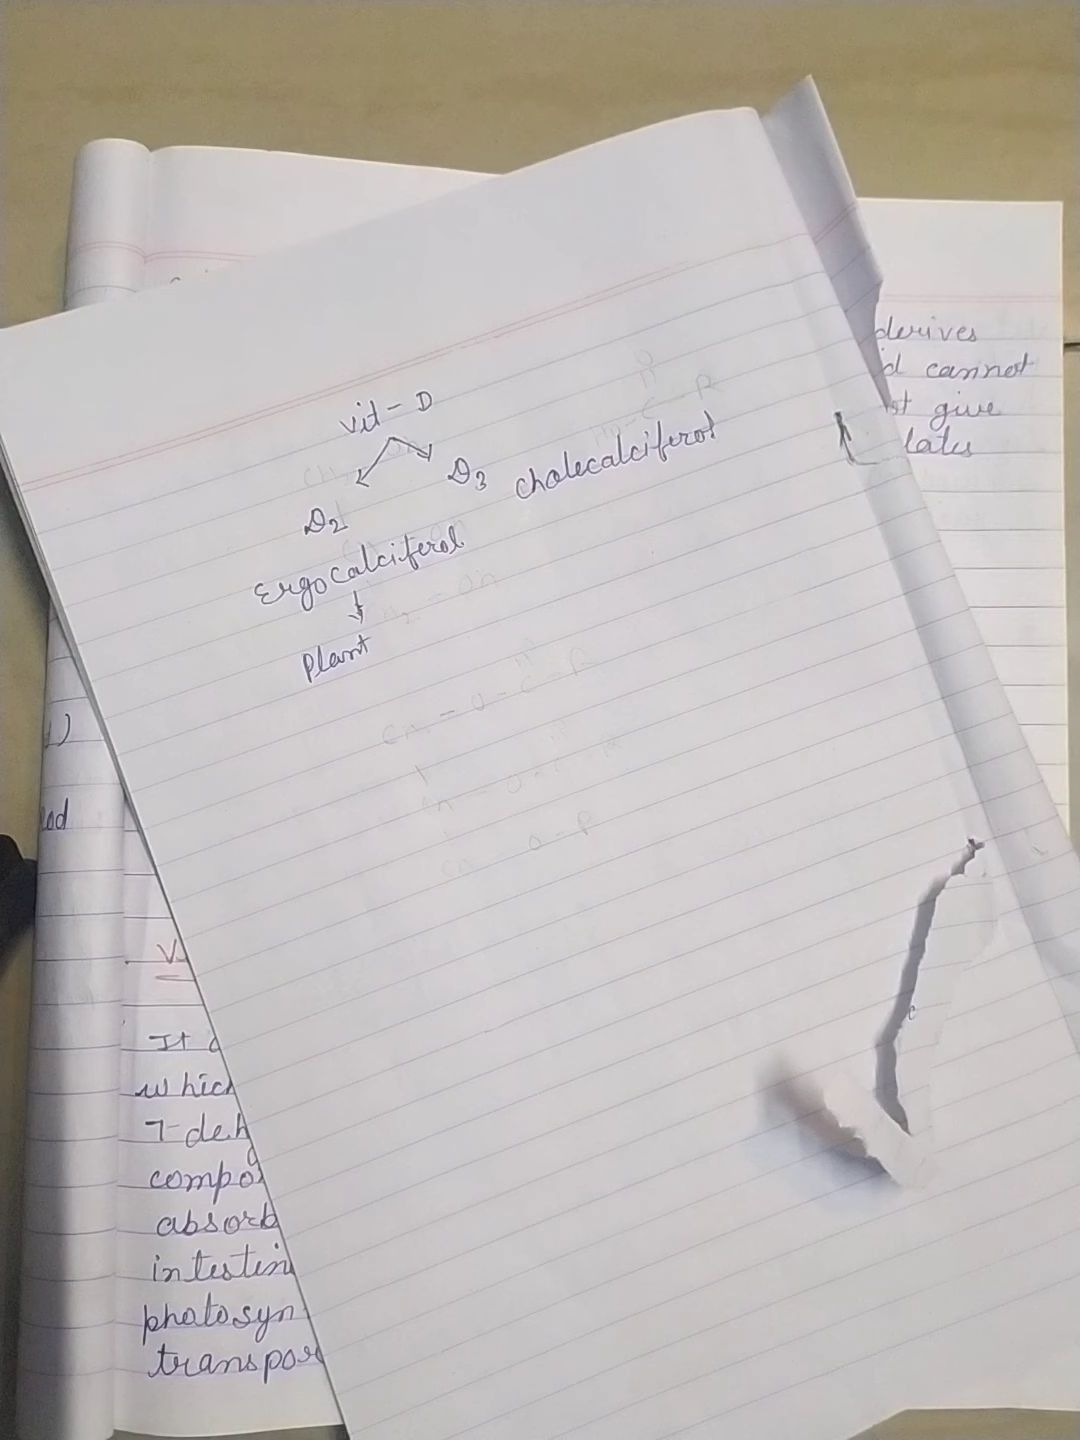 derives
cannot
give
lates
Vit - D
D3 cholecalciferol
D2
Ergocalciferol
Plant
It
which
7-deh
compo
absorb
intestin
photosyn
transpor